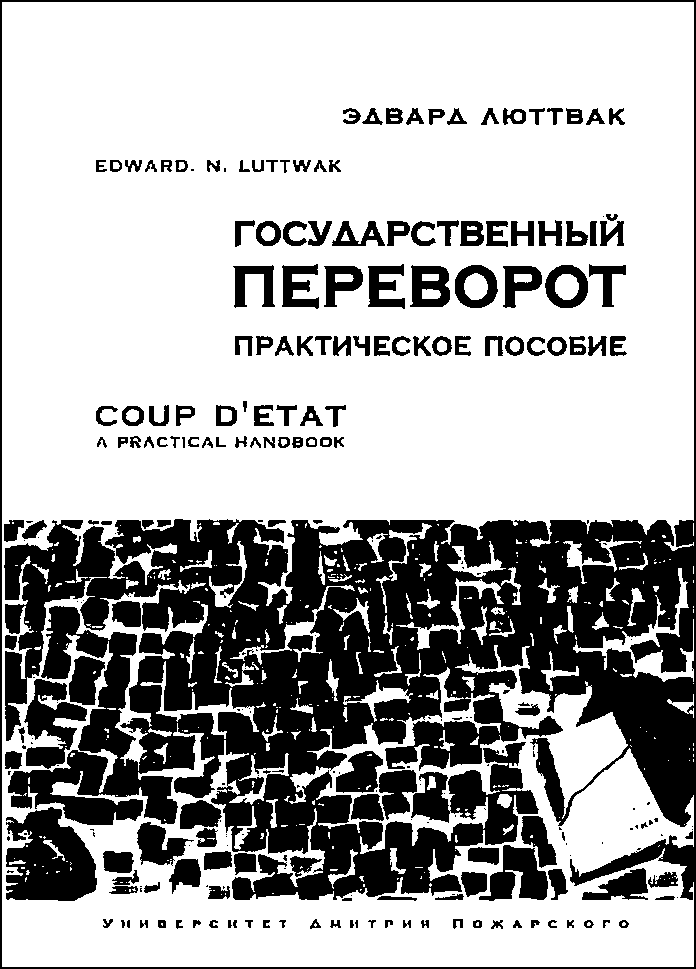 ЭДВАРД ЛЮТТВАК
EDWARD. N. LUTTWAK
ГОСУДАРСТВЕННЫЙ
ПЕРЕВОРОТ
ПРАКТИЧЕСКОЕ ПОСОБИЕ
COUP D'ETAT
A PRACTICAL HANDBOOK
УНИВЕРСИТЕТ ДМИТРИЯ ПОЖАРСКОГО